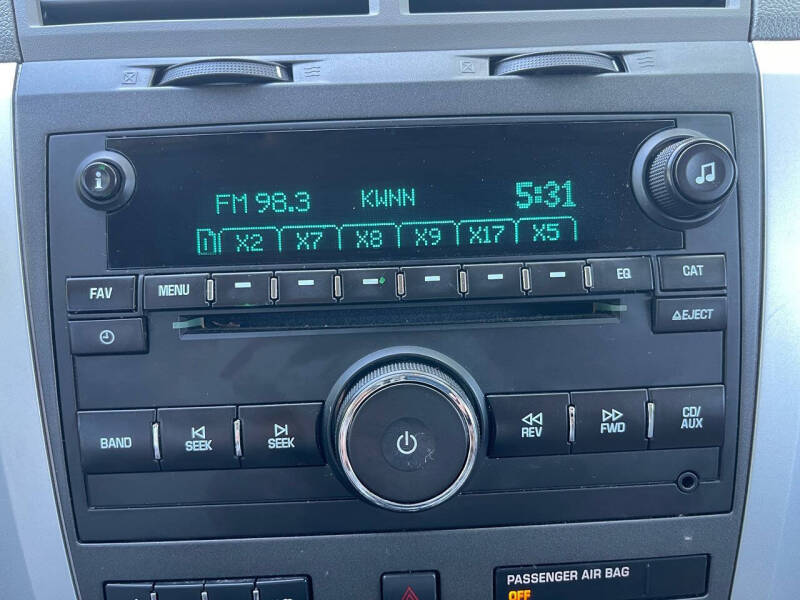 i
FM 98.3 KWNN 5:31
1 X2 X7 X8 X9 X17 X5
FAV MENU EQ CAT
EJECT
BAND SEEK SEEK REV FWD CD/
AUX
PASSENGER AIR BAG
OFF